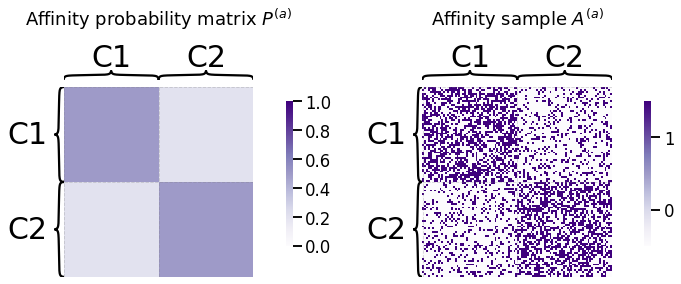 Affinity probability matrix P^(a)
C1 C2
C1
C2
1.0
0.8
0.6
0.4
0.2
0.0
Affinity sample A^(a)
C1 C2
C1
C2
1
0